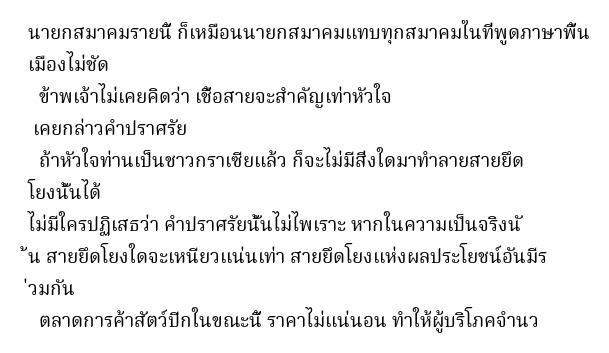 นายกสมาคมรายนี้ ก็เหมือนนายกสมาคมแทบทุกสมาคมในที่พูดภาษาพื้น
เมืองไม่ชัด
ข้าพเจ้าไม่เคยคิดว่า เชื้อสายจะสำคัญเท่าหัวใจ
เคยกล่าวคำปราศรัย
ถ้าหัวใจท่านเป็นชาวกราเซียแล้ว ก็จะไม่มีสิ่งใดมาทำลายสายยึด
โยงนั้นได้
ไม่มีใครปฏิเสธว่า คำปราศรัยนั้นไม่ไพเราะ หากในความเป็นจริงนั
้น สายยึดโยงใดจะเหนียวแน่นเท่า สายยึดโยงแห่งผลประโยชน์อันมีร
่วมกัน
ตลาดการค้าสัตว์ปีกในขณะนี้ ราคาไม่แน่นอน ทำให้ผู้บริโภคจำนว